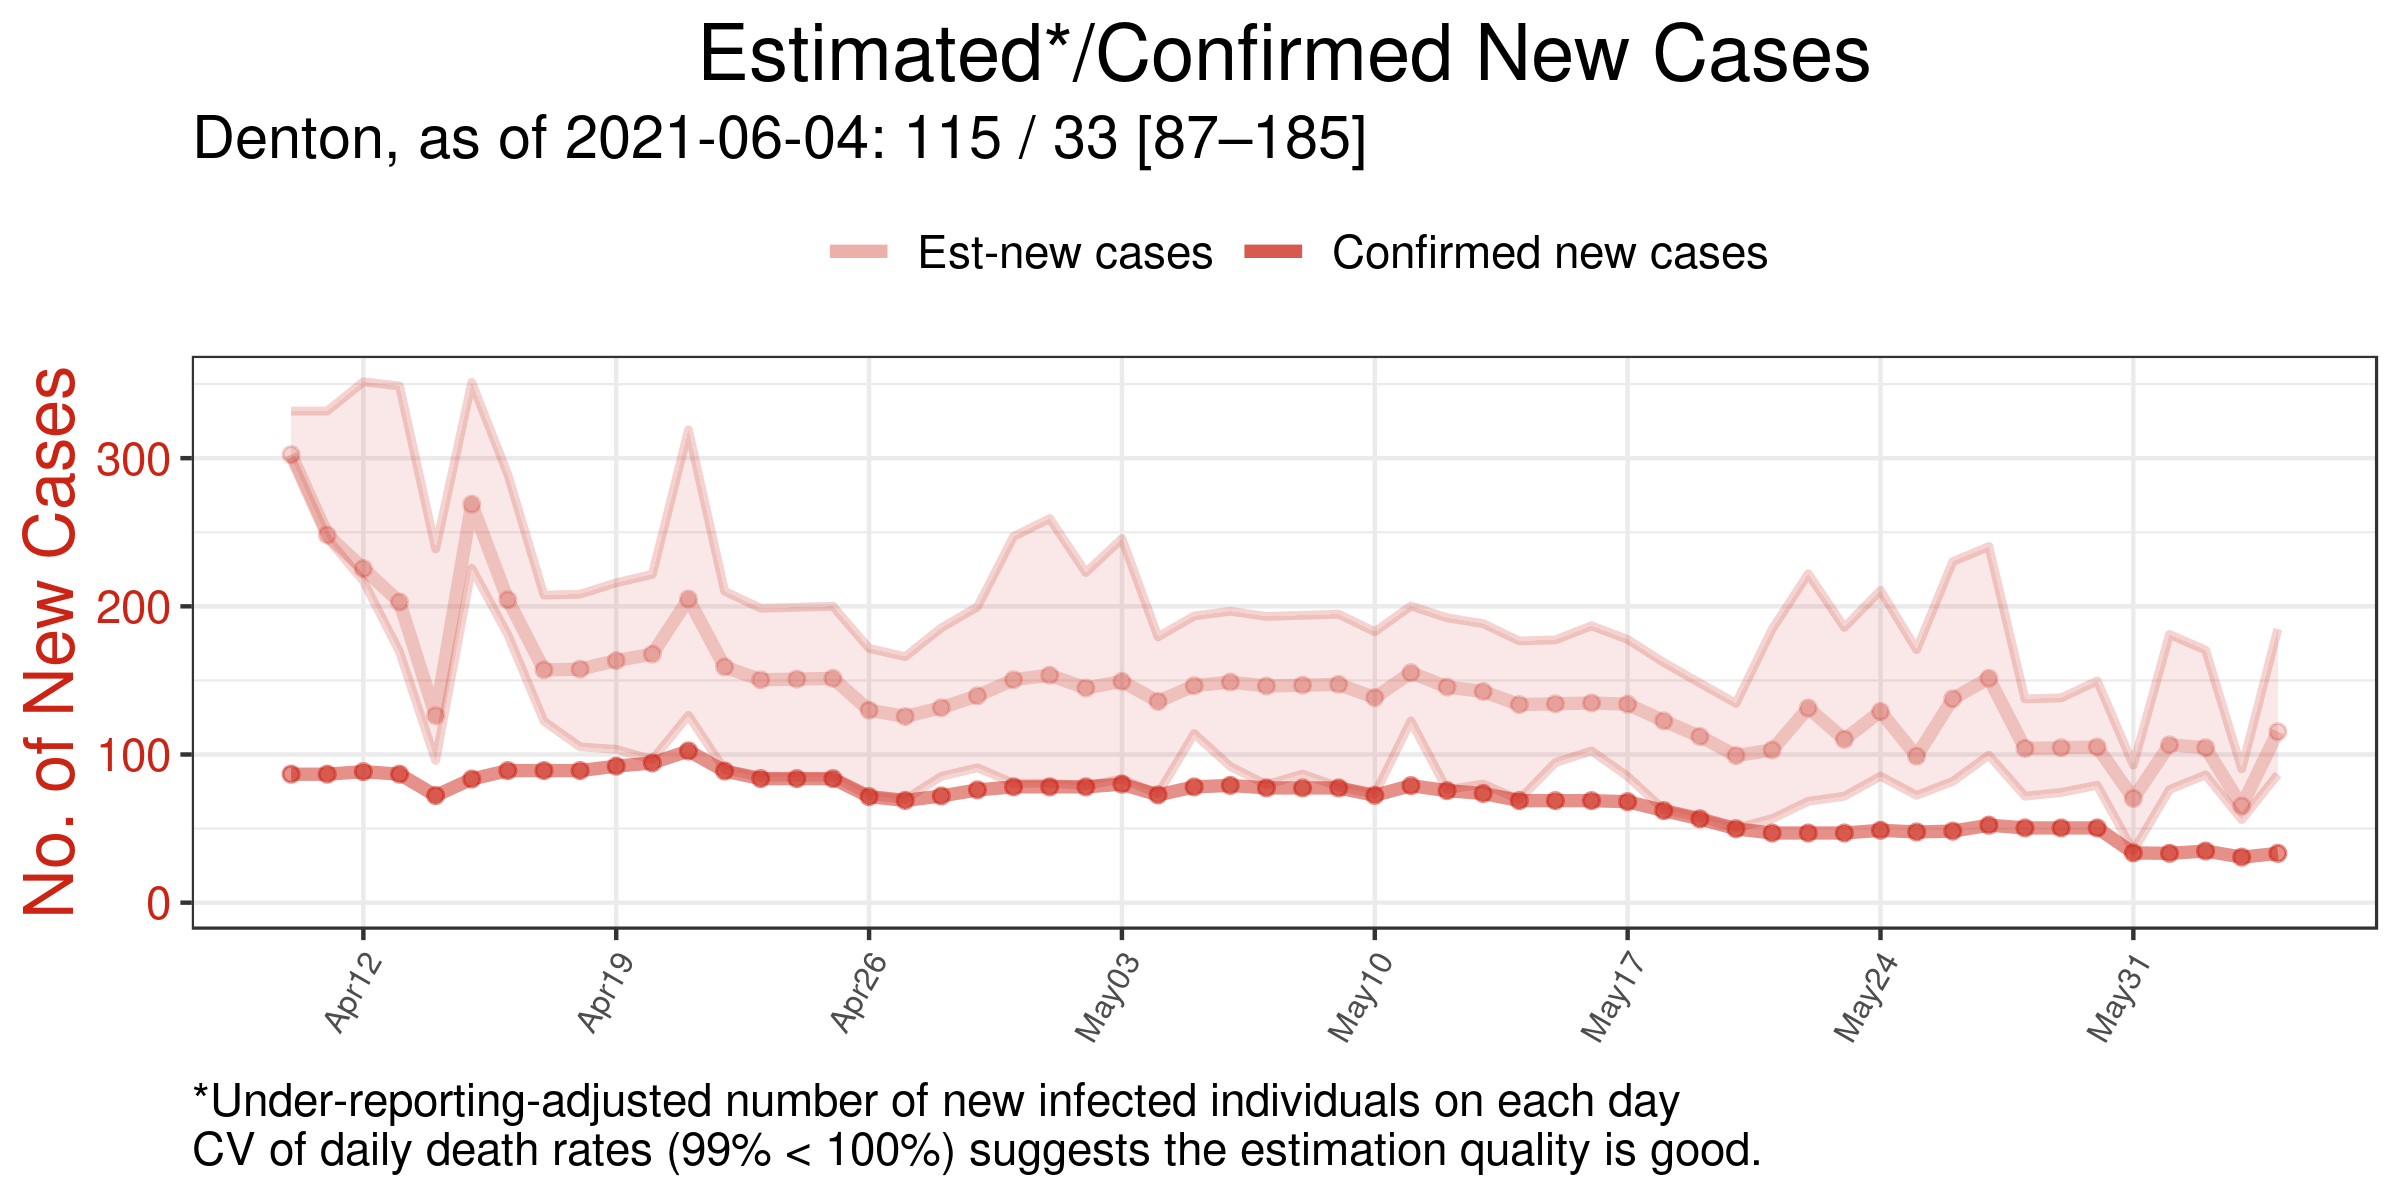 Estimated*/Confirmed New Cases
Denton, as of 2021-06-04: 115 / 33 [87–185]
Est-new cases
Confirmed new cases
No. of New Cases
300
200
100
0
Apr12
Apr19
Apr26
May03
May10
May17
May24
May31
*Under-reporting-adjusted number of new infected individuals on each day
CV of daily death rates (99% < 100%) suggests the estimation quality is good.